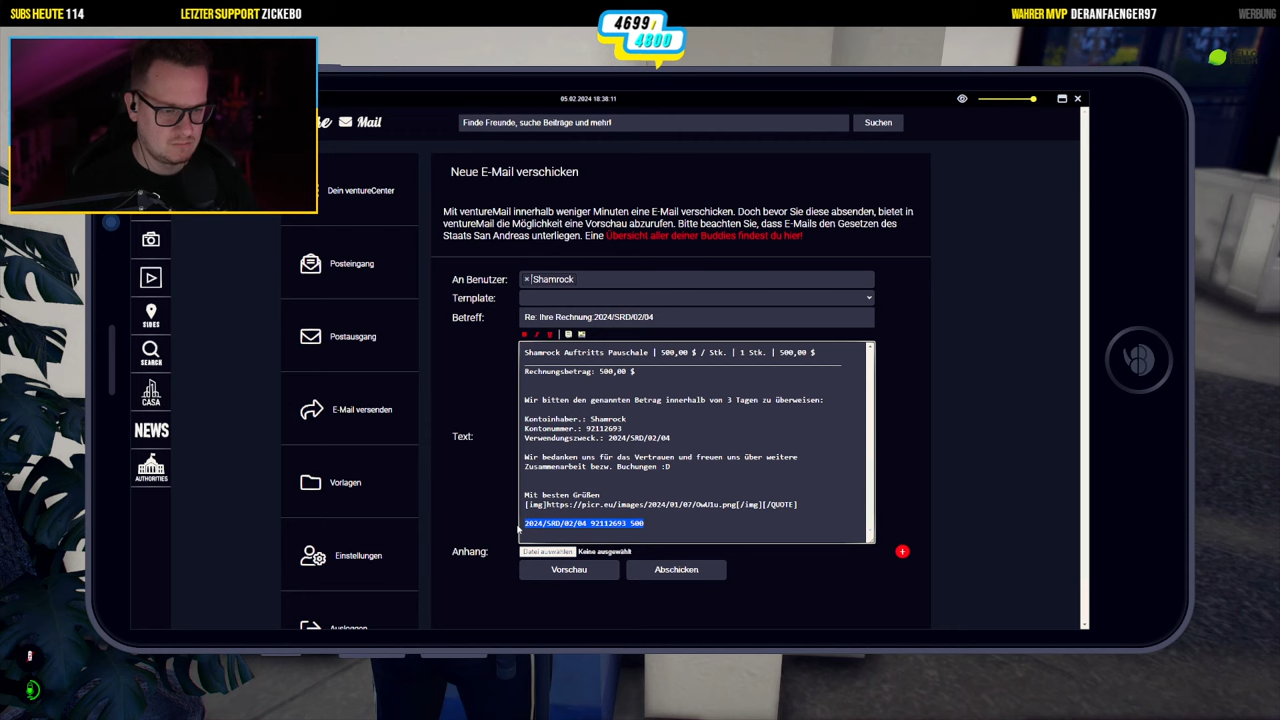 SUBS HEUTE 114
LETZTER SUPPORT ZICKEBO
4699/
4800
WAHRER MVP DERANFAENGER97
WERBUNG
05.02.2024 18:38:11
Mail
Finde Freunde, suche Beiträge und mehr!
Suchen
Dein ventureCenter
Posteingang
Postausgang
E-Mail versenden
Vorlagen
Einstellungen
Ausloggen
SIDES
SEARCH
CASA
NEWS
AUTHORITIES
Neue E-Mail verschicken
Mit ventureMail innerhalb weniger Minuten eine E-Mail verschicken. Doch bevor Sie diese absenden, bietet in
ventureMail die Möglichkeit eine Vorschau abzurufen. Bitte beachten Sie, dass E-Mails den Gesetzen des
Staats San Andreas unterliegen. Eine Übersicht aller deiner Buddies findest du hier!
An Benutzer: × Shamrock
Template:
Betreff: Re: Ihre Rechnung:2024/SRD/02/04
Text:
Shamrock Auftritts Pauschale | 500,00 $ / Stk. | 1 Stk. | 500,00 $
Rechnungsbetrag: 500,00 $
Wir bitten den genannten Betrag innerhalb von 3 Tagen zu überweisen:
Kontoinhaber.: Shamrock
Kontonummer.: 92112693
Verwendungszweck.: 2024/SRD/02/04
Wir bedanken uns für das Vertrauen und freuen uns über weitere
Zusammenarbeit bezw. Buchungen :D
Mit besten Grüßen
[img]https://picr.eu/images/2024/01/07/OwU1u.png[/img][/QUOTE]
2024/SRD/02/04 92112693 500
Anhang: Datei auswählen Keine ausgewählt
Vorschau
Abschicken